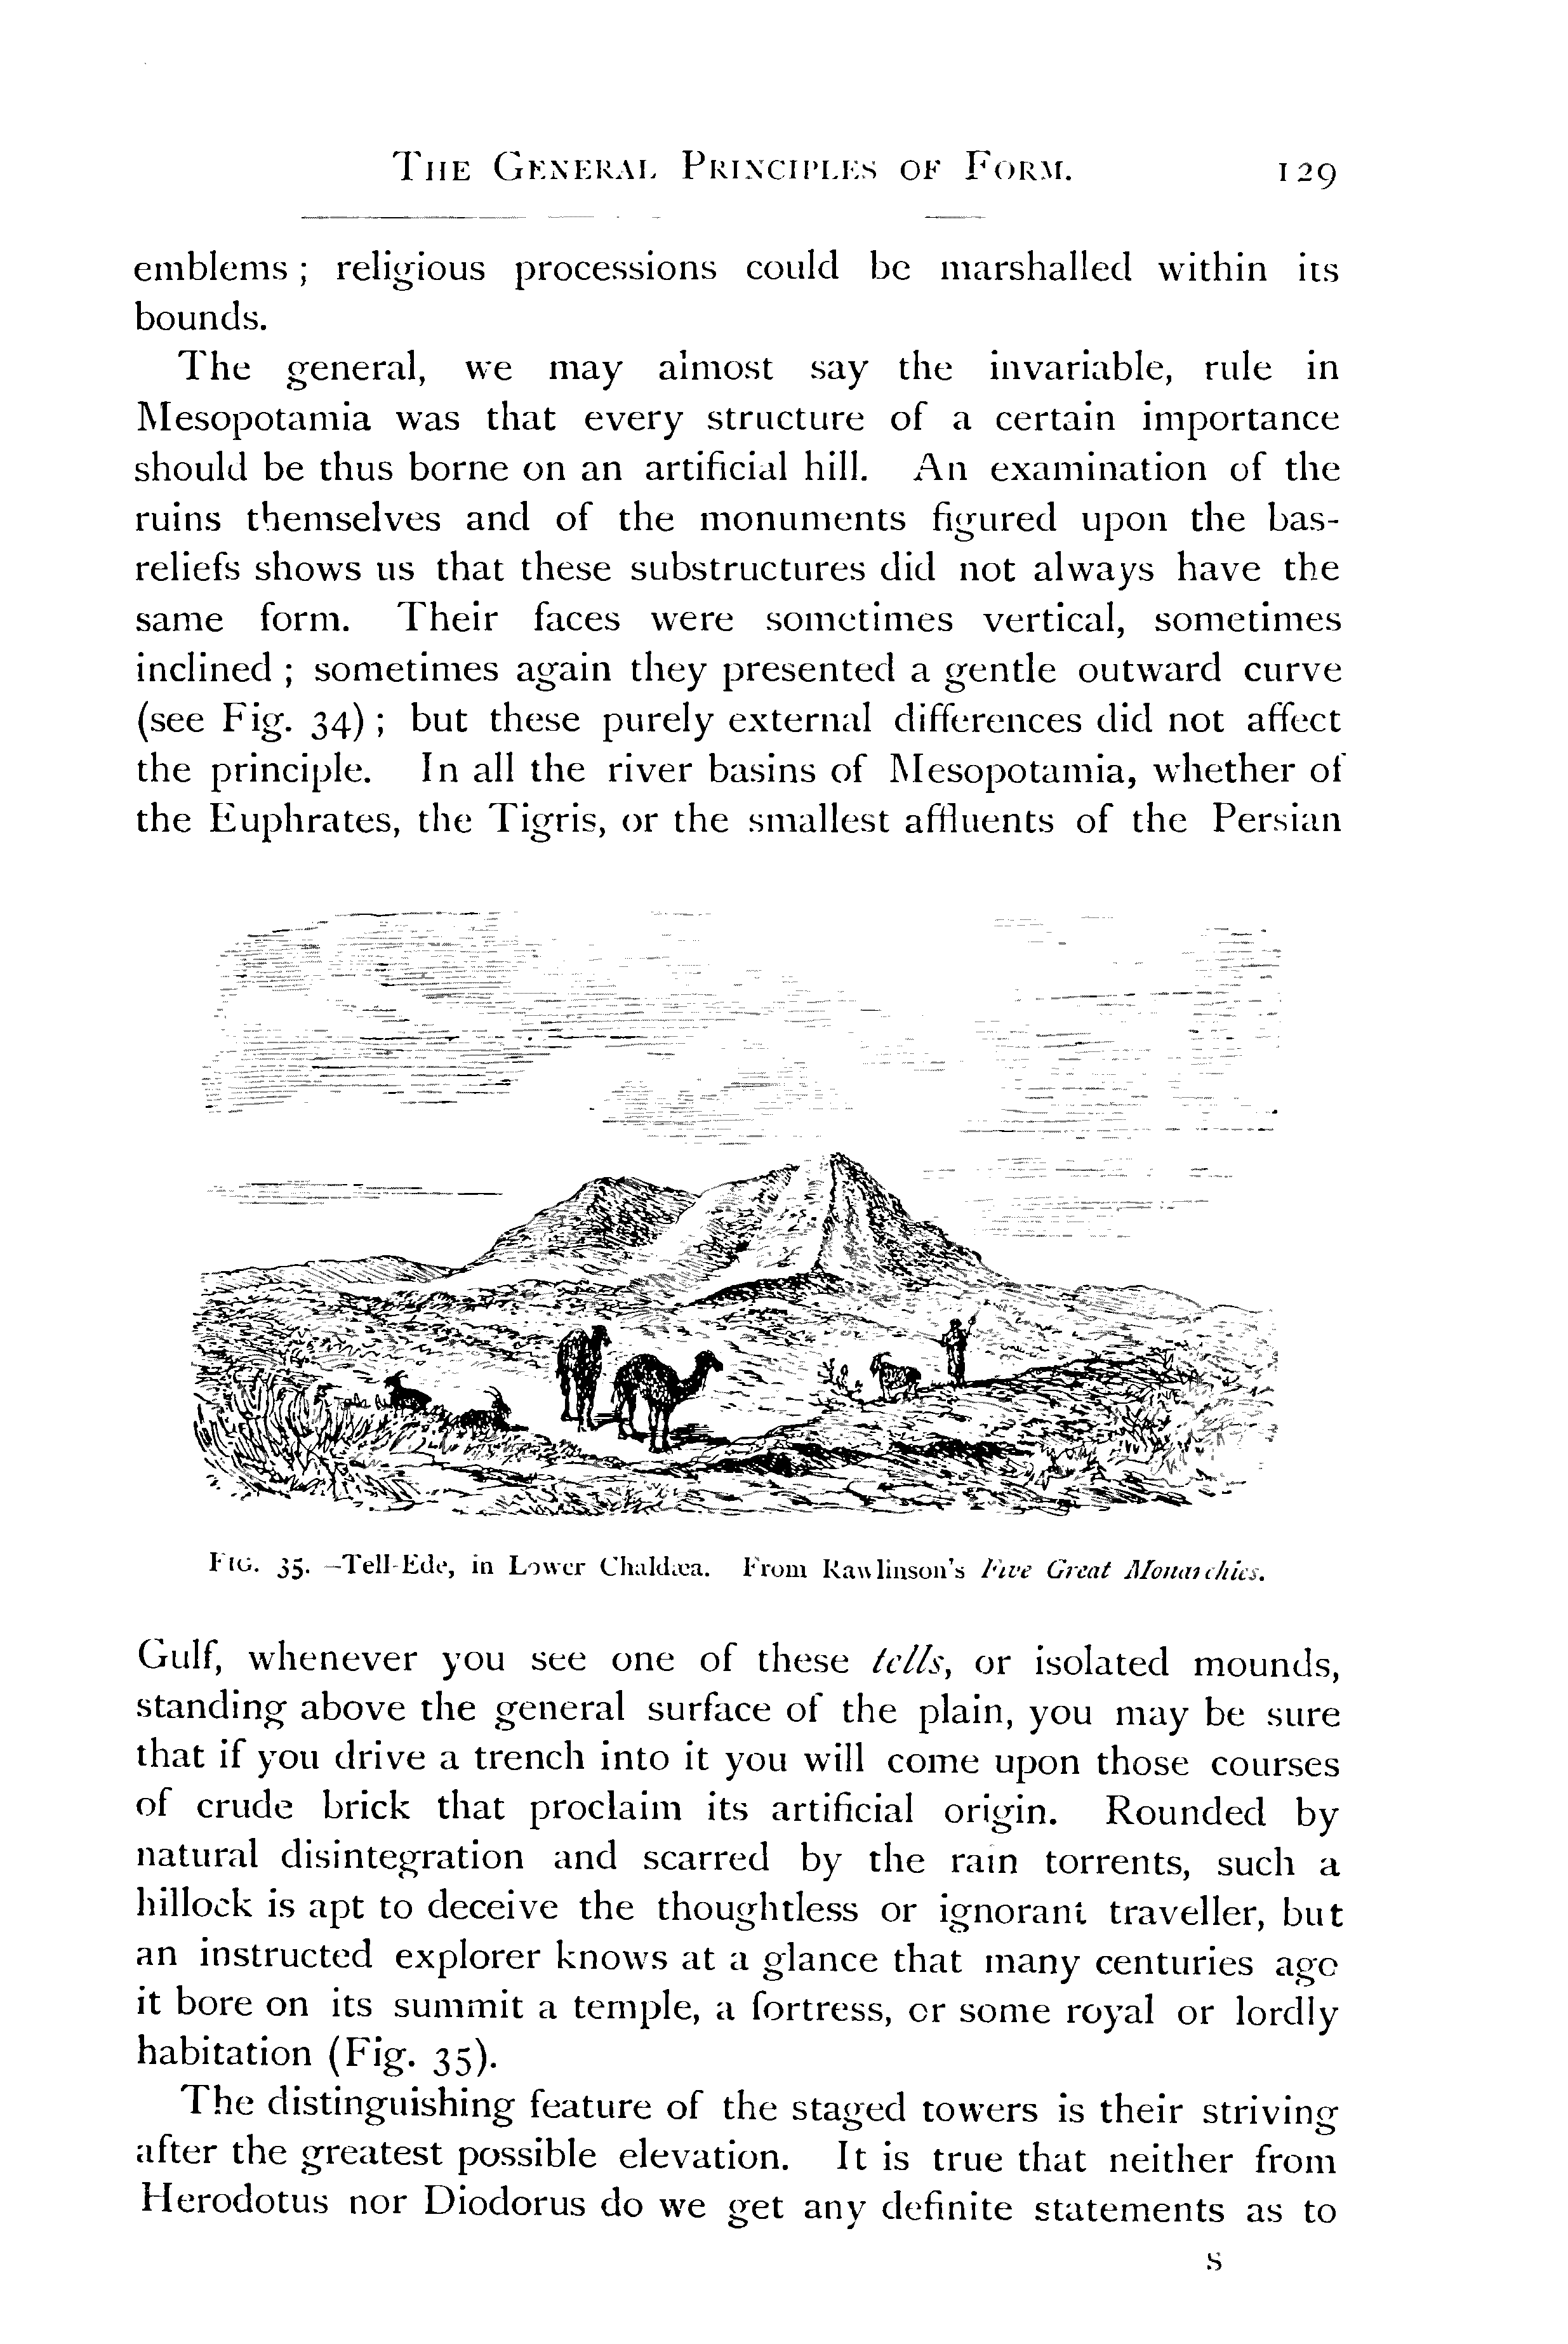 THE GENERAL PRINCIPLES OF FORM. 129
emblems ; religious processions could be marshalled within its
bounds.
The general, we may almost say the invariable, rule in
Mesopotamia was that every structure of a certain importance
should be thus borne on an artificial hill. An examination of the
ruins themselves and of the monuments figured upon the bas-
reliefs shows us that these substructures did not always have the
same form. Their faces were sometimes vertical, sometimes
inclined ; sometimes again they presented a gentle outward curve
(see Fig. 34) ; but these purely external differences did not affect
the principle. In all the river basins of Mesopotamia, whether of
the Euphrates, the Tigris, or the smallest affluents of the Persian
FIG. 35. —Tell-Ede, in Lower Chaldæa. From Rawlinson's Five Great Monarchies.
Gulf, whenever you see one of these tells, or isolated mounds,
standing above the general surface of the plain, you may be sure
that if you drive a trench into it you will come upon those courses
of crude brick that proclaim its artificial origin. Rounded by
natural disintegration and scarred by the rain torrents, such a
hillock is apt to deceive the thoughtless or ignorant traveller, but
an instructed explorer knows at a glance that many centuries ago
it bore on its summit a temple, a fortress, or some royal or lordly
habitation (Fig. 35).
The distinguishing feature of the staged towers is their striving
after the greatest possible elevation. It is true that neither from
Herodotus nor Diodorus do we get any definite statements as to
S